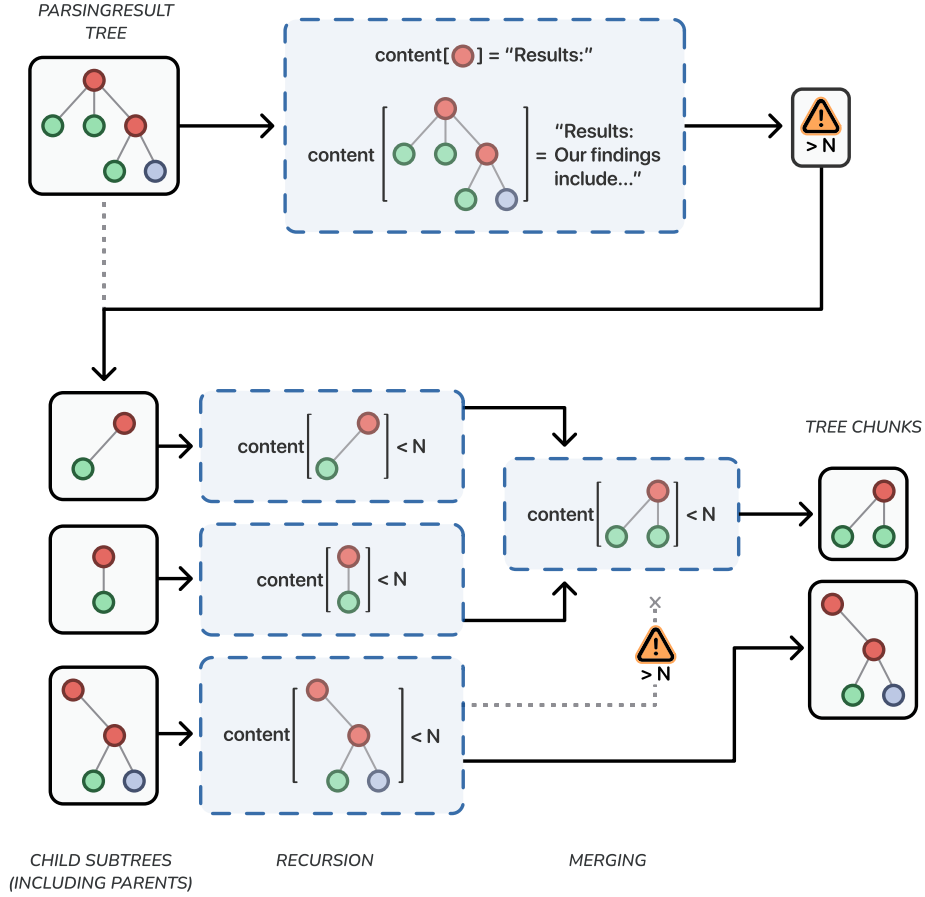 PARSINGRESULT
TREE
content[ ] = “Results:”
content [ ] = “Results:
Our findings
include...”
> N
content[ ] < N
TREE CHUNKS
content[ ] < N
content[ ] < N
> N
content[ ] < N
CHILD SUBTREES
(INCLUDING PARENTS)
RECURSION
MERGING